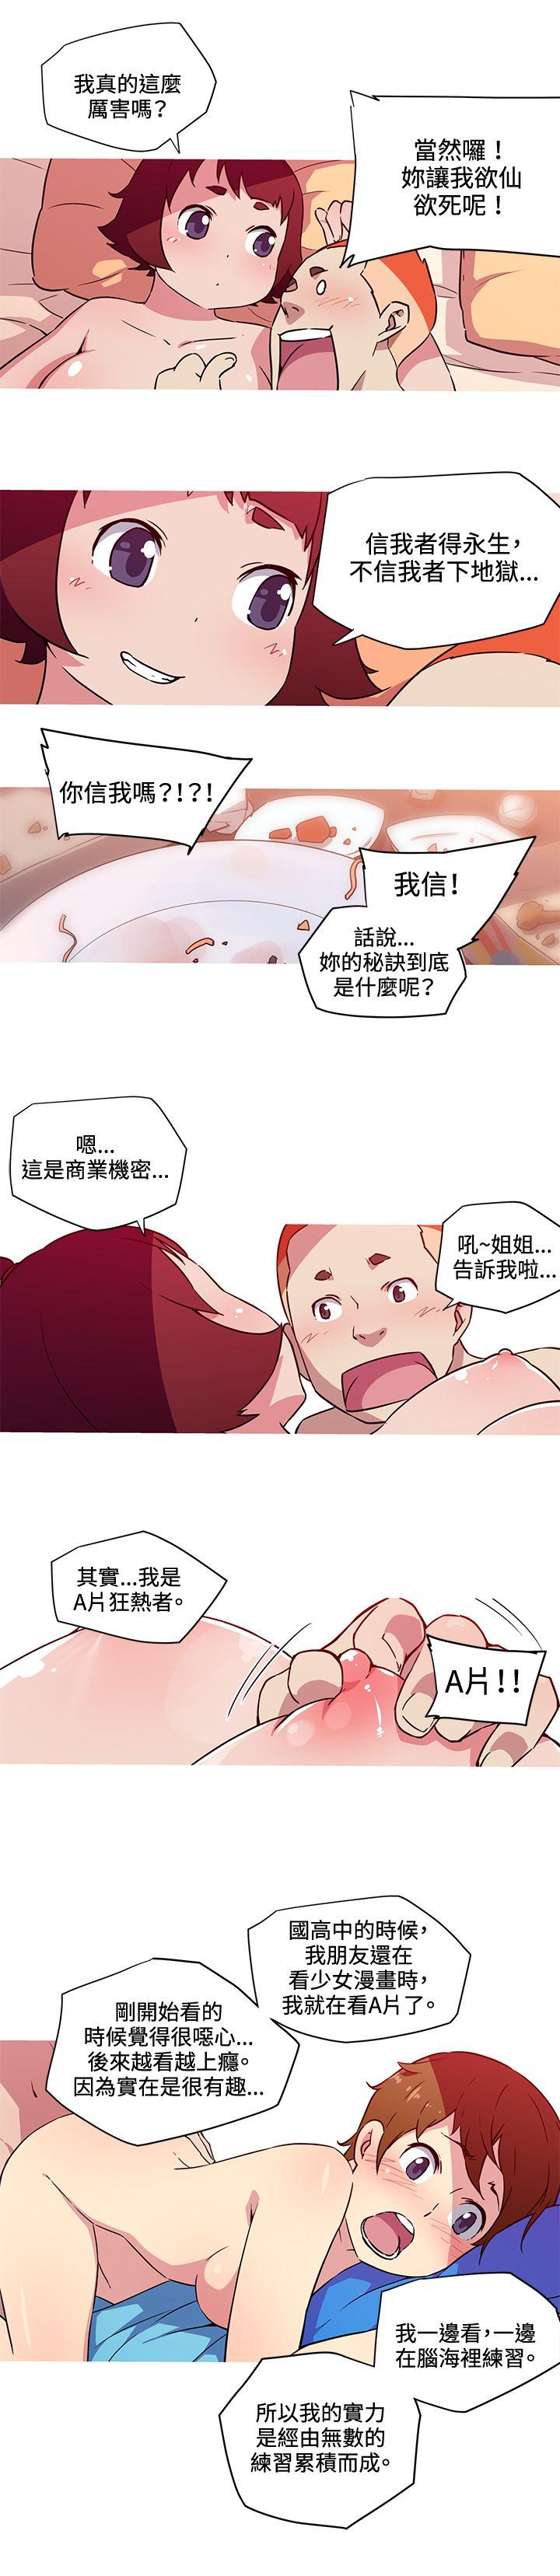 我真的這麼
厲害嗎？
當然囉！
妳讓我欲仙
欲死呢！
信我者得永生，
不信我者下地獄...
你信我嗎？！？！
我信！
話說...
妳的秘訣到底
是什麼呢？
嗯...
這是商業機密...
吼~姐姐...
告訴我啦...
其實...我是
A片狂熱者。
A片！！
國高中的時候，
我朋友還在
看少女漫畫時，
我就在看A片了。
剛開始看的
時候覺得很噁心...
後來越看越上癮。
因為實在是很有趣...
我一邊看，一邊
在腦海裡練習。
所以我的實力
是經由無數的
練習累積而成。